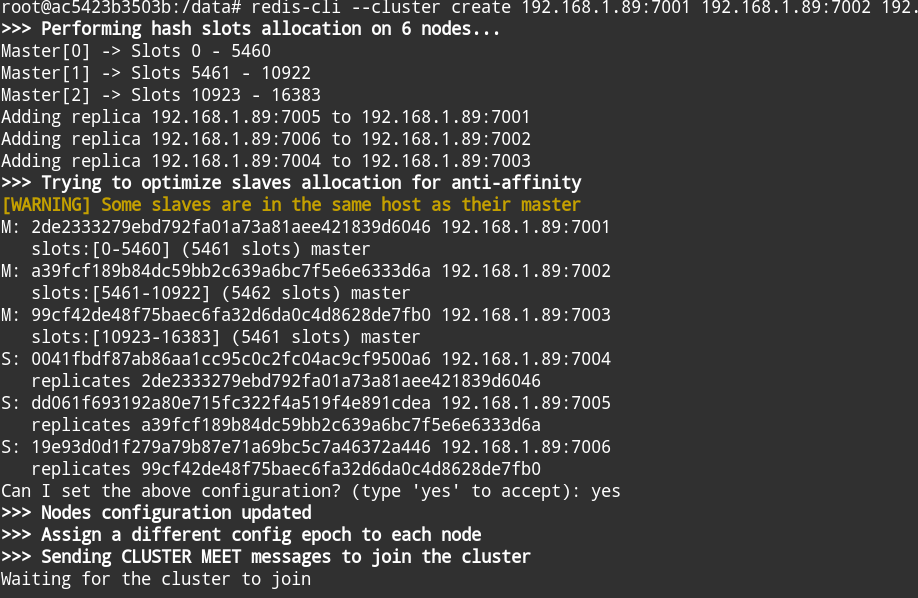 root@ac5423b3503b:/data# redis-cli --cluster create 192.168.1.89:7001 192.168.1.89:7002 192.
>>> Performing hash slots allocation on 6 nodes...
Master[0] -> Slots 0 - 5460
Master[1] -> Slots 5461 - 10922
Master[2] -> Slots 10923 - 16383
Adding replica 192.168.1.89:7005 to 192.168.1.89:7001
Adding replica 192.168.1.89:7006 to 192.168.1.89:7002
Adding replica 192.168.1.89:7004 to 192.168.1.89:7003
>>> Trying to optimize slaves allocation for anti-affinity
[WARNING] Some slaves are in the same host as their master
M: 2de2333279ebd792fa01a73a81aee421839d6046 192.168.1.89:7001
   slots:[0-5460] (5461 slots) master
M: a39fcf189b84dc59bb2c639a6bc7f5e6e6333d6a 192.168.1.89:7002
   slots:[5461-10922] (5462 slots) master
M: 99cf42de48f75baec6fa32d6da0c4d8628de7fb0 192.168.1.89:7003
   slots:[10923-16383] (5461 slots) master
S: 0041fbdf87ab86aa1cc95c0c2fc04ac9cf9500a6 192.168.1.89:7004
   replicates 2de2333279ebd792fa01a73a81aee421839d6046
S: dd061f693192a80e715fc322f4a519f4e891cdea 192.168.1.89:7005
   replicates a39fcf189b84dc59bb2c639a6bc7f5e6e6333d6a
S: 19e93d0d1f279a79b87e71a69bc5c7a46372a446 192.168.1.89:7006
   replicates 99cf42de48f75baec6fa32d6da0c4d8628de7fb0
Can I set the above configuration? (type 'yes' to accept): yes
>>> Nodes configuration updated
>>> Assign a different config epoch to each node
>>> Sending CLUSTER MEET messages to join the cluster
Waiting for the cluster to join